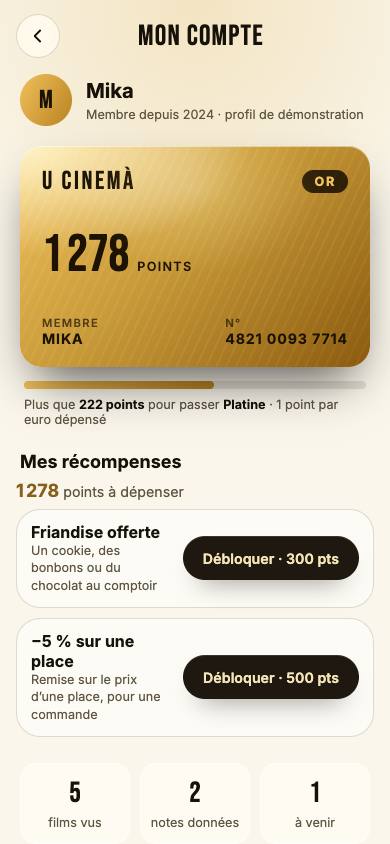 MON COMPTE
M
Mika
Membre depuis 2024 · profil de démonstration
U CINEMÀ
OR
1 278 POINTS
MEMBRE
MIKA
N°
4821 0093 7714
Plus que 222 points pour passer Platine · 1 point par
euro dépensé
Mes récompenses
1278 points à dépenser
Friandise offerte
Un cookie, des
bonbons ou du
chocolat au comptoir
Débloquer · 300 pts
−5 % sur une
place
Remise sur le prix
d’une place, pour une
commande
Débloquer · 500 pts
5
films vus
2
notes données
1
à venir